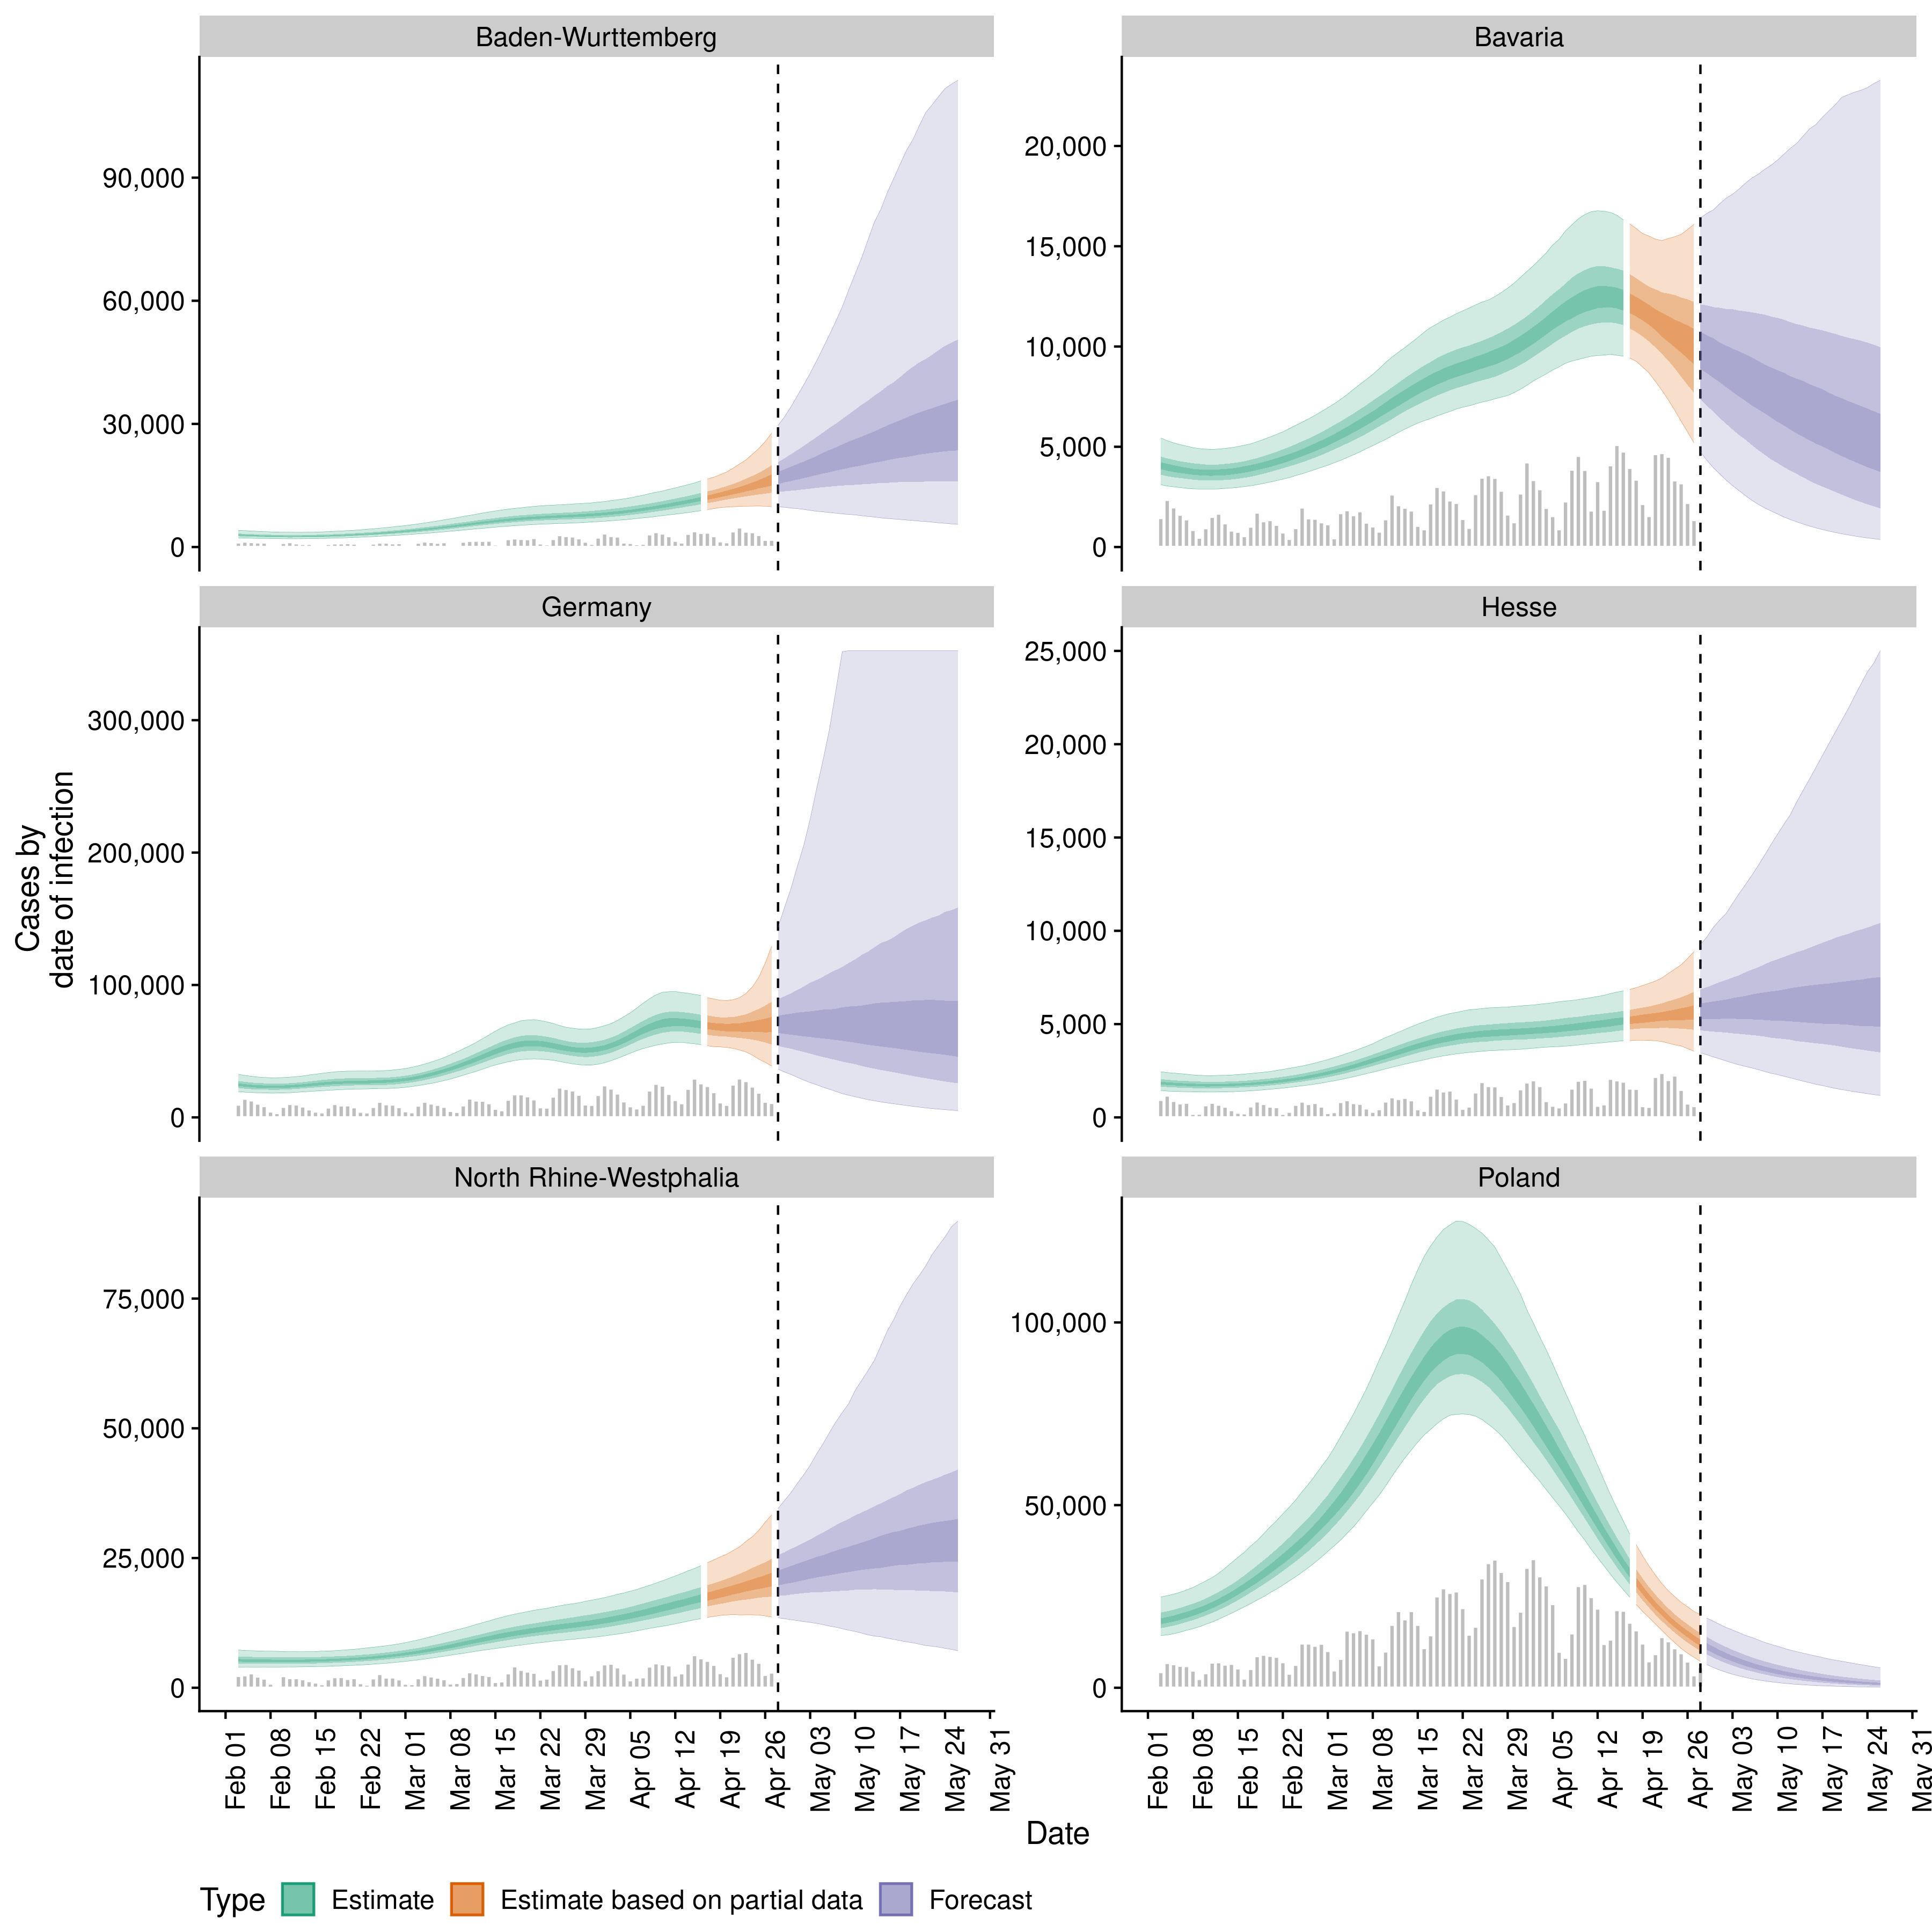 Baden-Wurttemberg
Bavaria
90,000
60,000
30,000
0
20,000
15,000
10,000
5,000
0
Germany
Hesse
300,000
200,000
100,000
0
25,000
20,000
15,000
10,000
5,000
0
North Rhine-Westphalia
Poland
75,000
50,000
25,000
0
100,000
50,000
0
Cases by
date of infection
Feb 01
Feb 08
Feb 15
Feb 22
Mar 01
Mar 08
Mar 15
Mar 22
Mar 29
Apr 05
Apr 12
Apr 19
Apr 26
May 03
May 10
May 17
May 24
May 31
Feb 01
Feb 08
Feb 15
Feb 22
Mar 01
Mar 08
Mar 15
Mar 22
Mar 29
Apr 05
Apr 12
Apr 19
Apr 26
May 03
May 10
May 17
May 24
May 31
Date
Type Estimate Estimate based on partial data Forecast